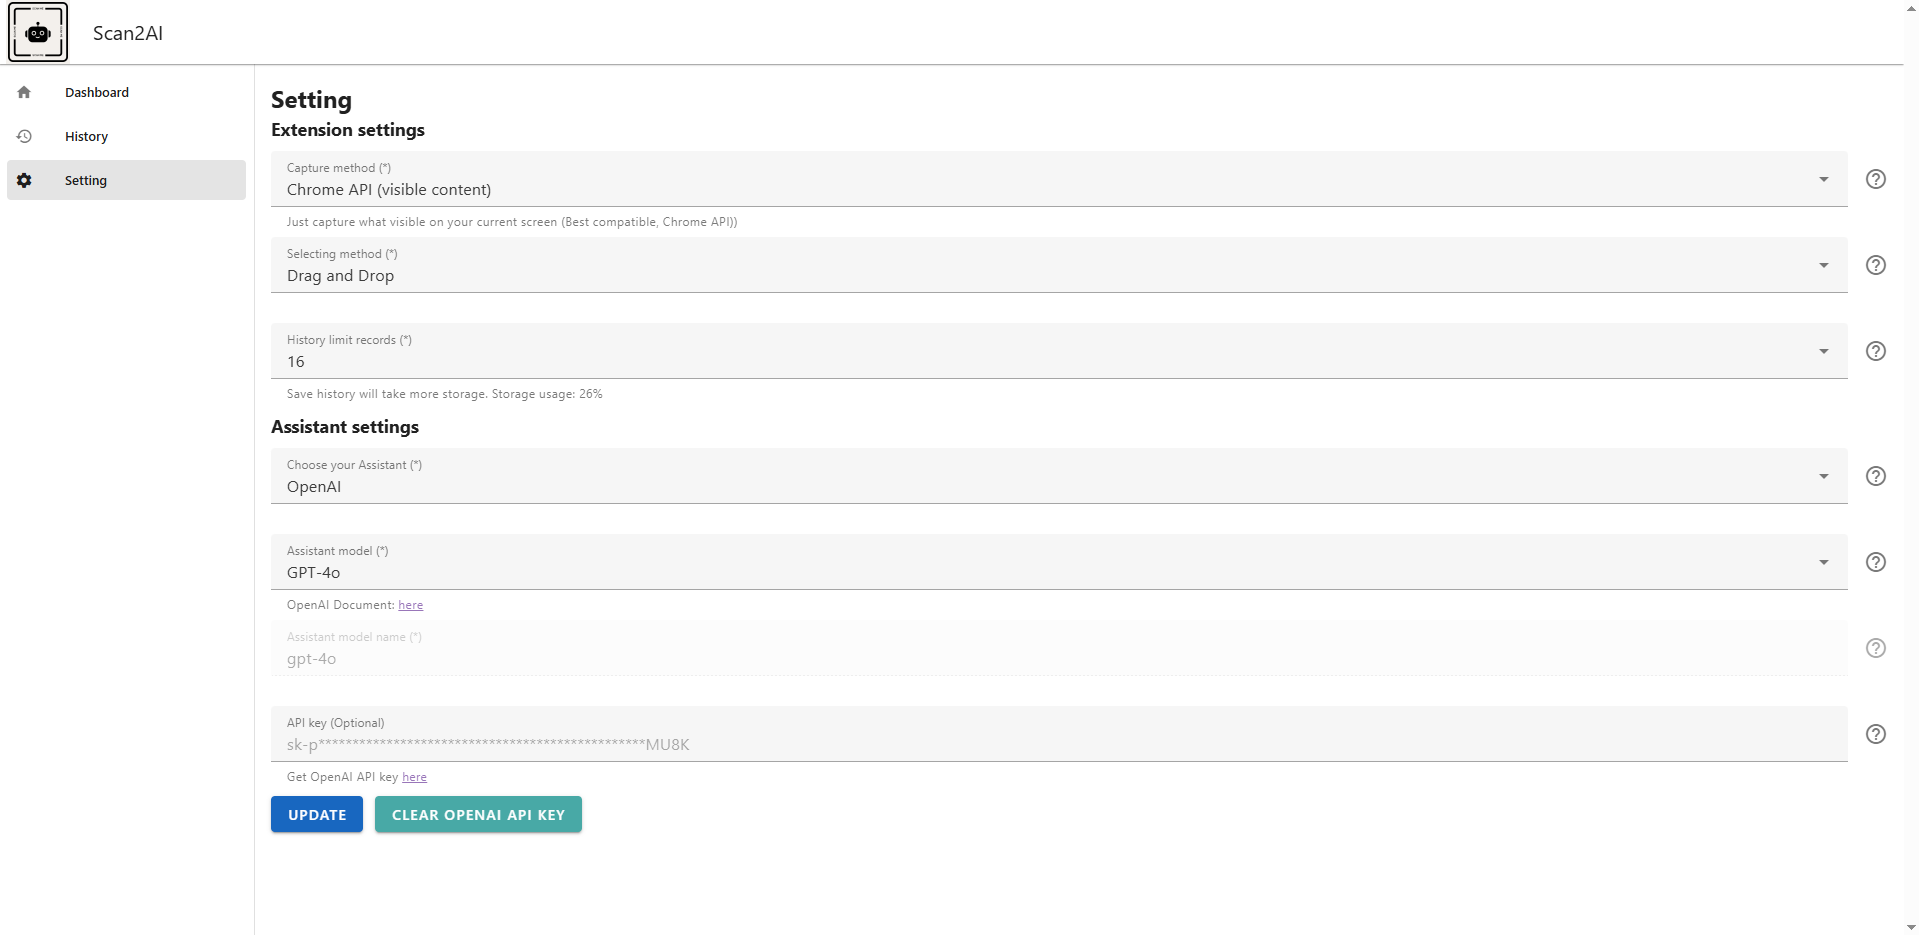 Scan2AI
Dashboard
History
Setting
Setting
Extension settings
Capture method (*)
Chrome API (visible content)
Just capture what visible on your current screen (Best compatible, Chrome API))
Selecting method (*)
Drag and Drop
History limit records (*)
16
Save history will take more storage. Storage usage: 26%
Assistant settings
Choose your Assistant (*)
OpenAI
Assistant model (*)
GPT-4o
OpenAI Document: here
Assistant model name (*)
gpt-4o
API key (Optional)
sk-p************************************************MU8K
Get OpenAI API key here
UPDATE
CLEAR OPENAI API KEY